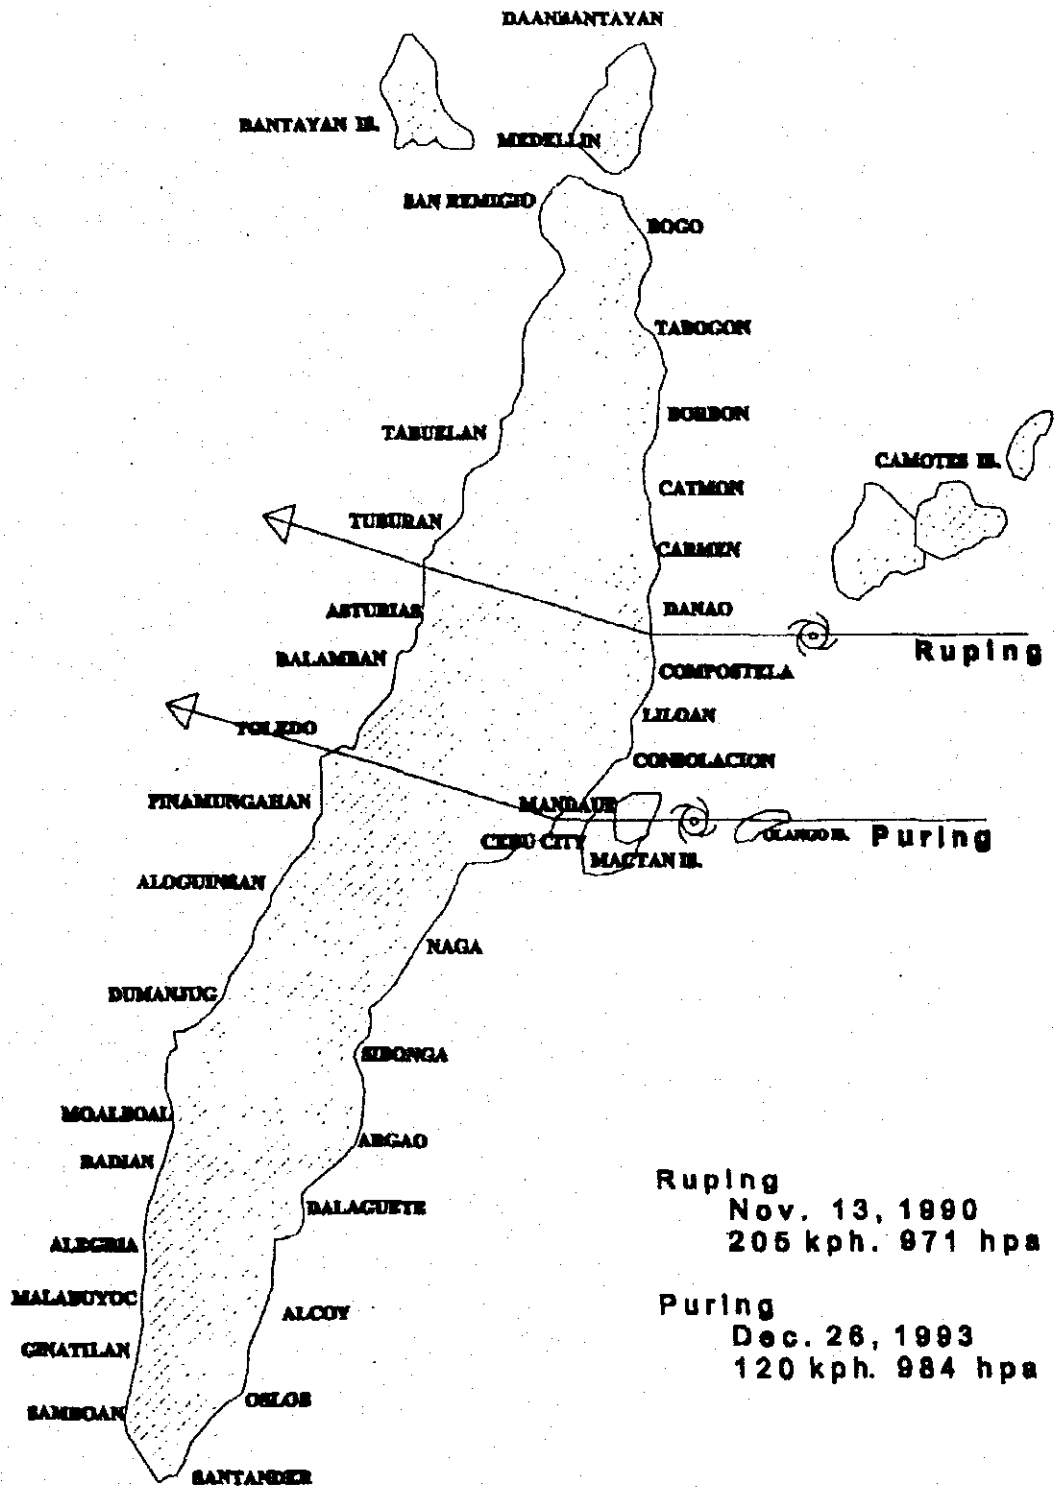 DAANBANTAYAN
BANTAYAN IS.
MEDELLIN
SAN REMIGIO
BOGO
TABOGON
BORBON
TABUELAN
CAMOTES IS.
CATMON
TUBURAN
CARMEN
ASTURIAS
DANAO
Ruping
BALAMBAN
COMPOSTELA
LILOAN
TOLEDO
CONSOLACION
PINAMUNGAHAN
MANDAUE
CEBU CITY
OLANGO IS.
Puring
MACTAN IS.
ALOGUINSAN
NAGA
DUMANJUG
SIBONGA
MOALBOAL
ARGAO
BADIAN
DALAGUETE
ALEGRIA
MALABUYOC
ALCOY
GINATILAN
OSLOB
SAMBOAN
SANTANDER
Ruping
Nov. 13, 1990
205 kph. 971 hpa
Puring
Dec. 26, 1993
120 kph. 984 hpa